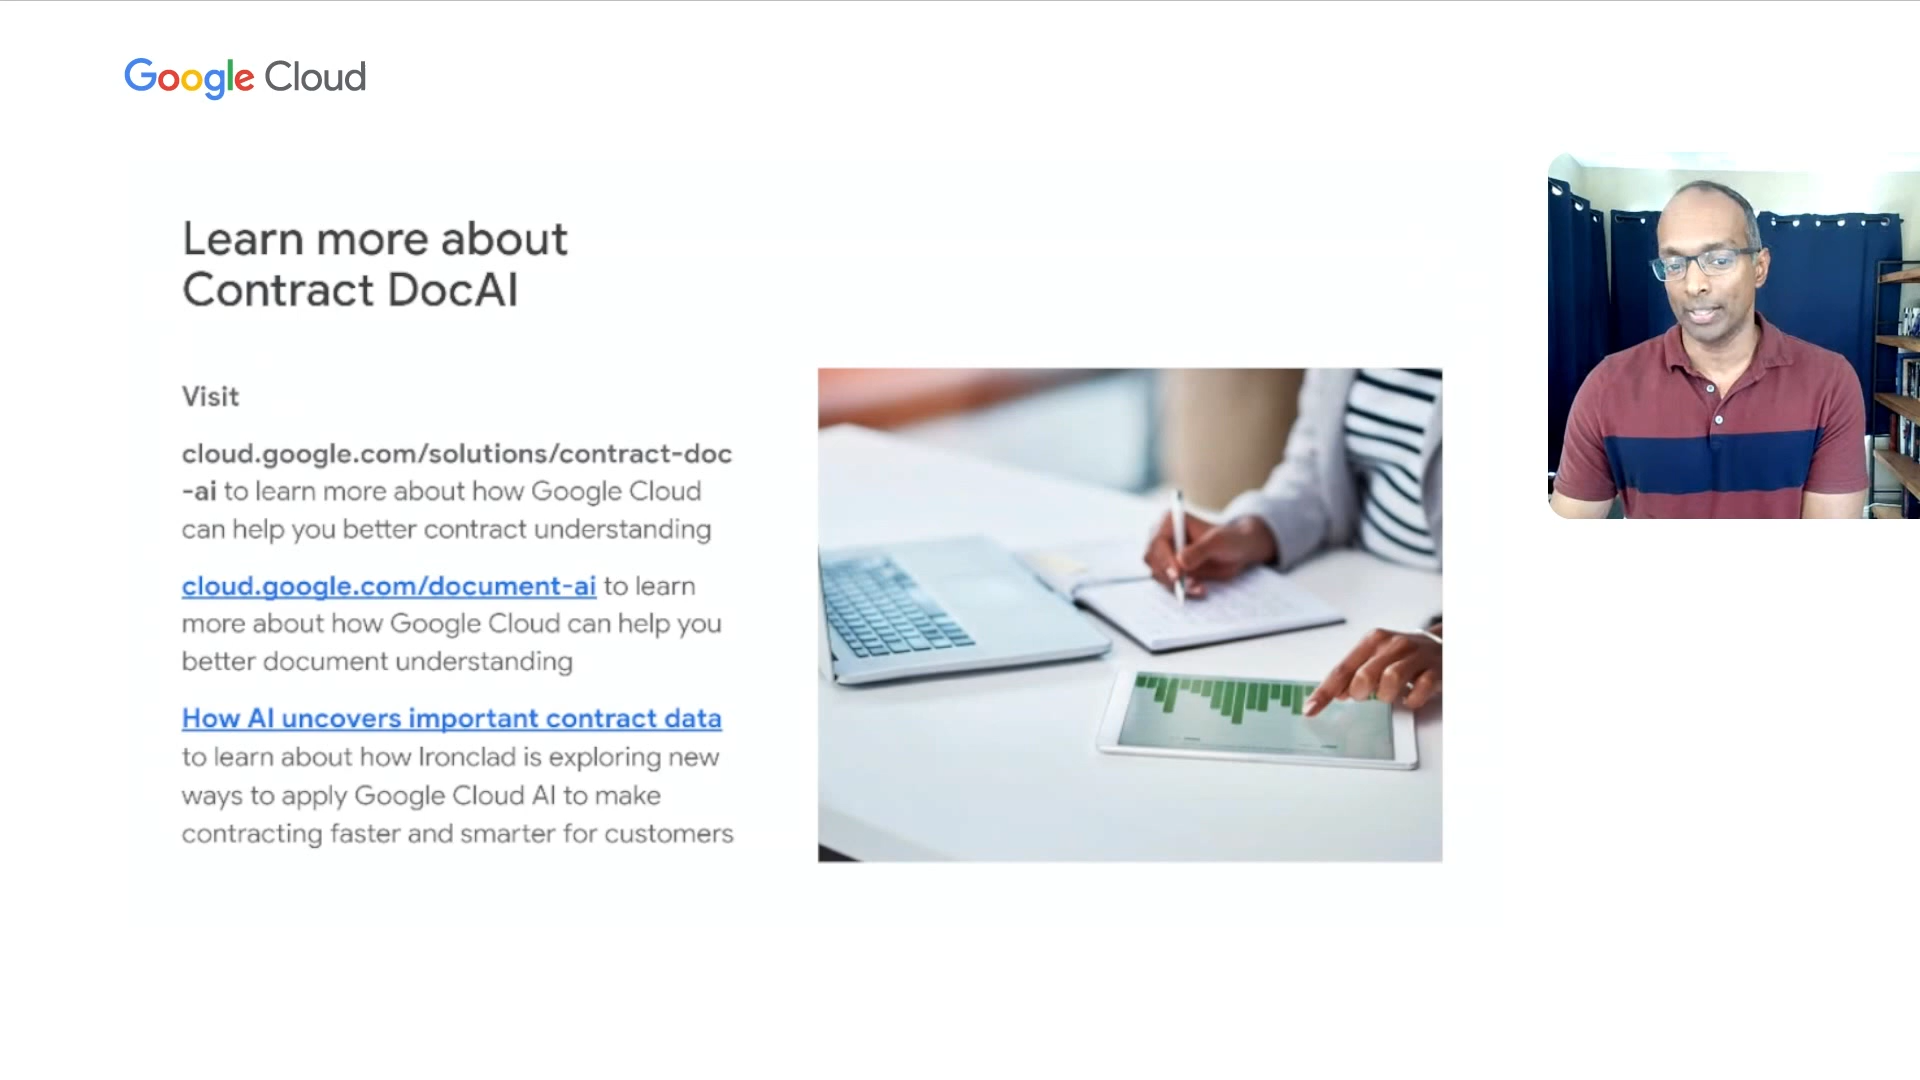 Google Cloud
Learn more about
Contract DocAI
Visit
cloud.google.com/solutions/contract-doc
-ai to learn more about how Google Cloud
can help you better contract understanding
cloud.google.com/document-ai to learn
more about how Google Cloud can help you
better document understanding
How AI uncovers important contract data
to learn about how Ironclad is exploring new
ways to apply Google Cloud AI to make
contracting faster and smarter for customers